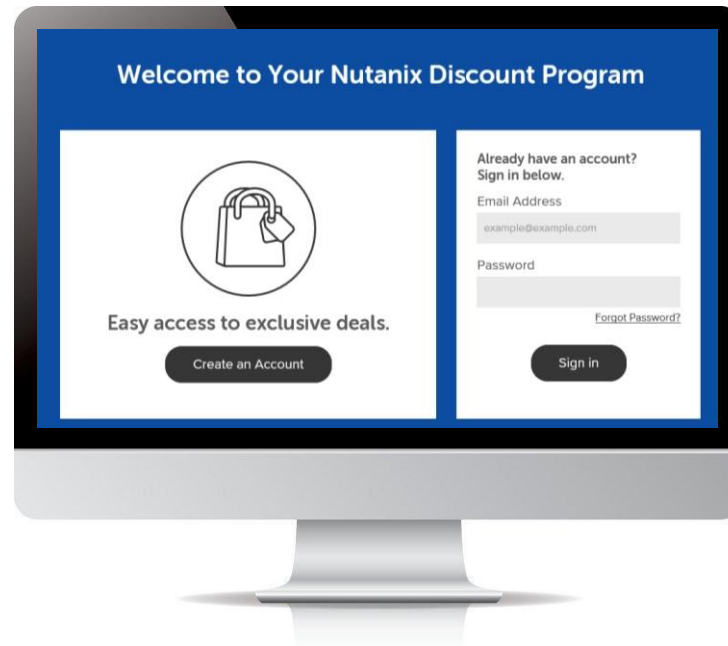 Welcome to Your Nutanix Discount Program
Easy access to exclusive deals.
Create an Account
Already have an account?
Sign in below.
Email Address
example@example.com
Password
Forgot Password?
Sign in